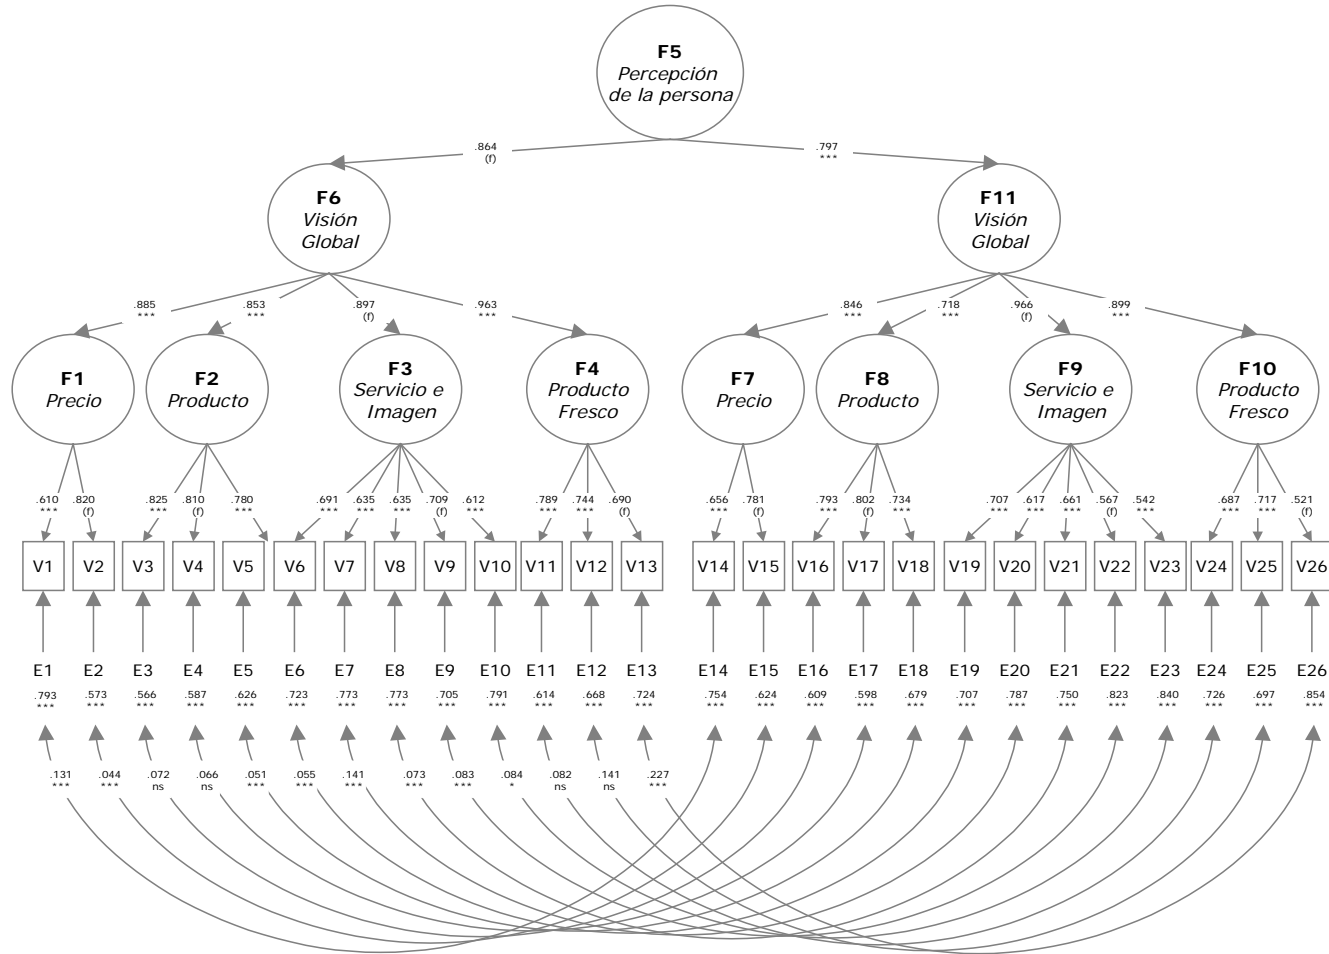 F5
Percepción
de la persona
.864
(f)
.797
***
F6
Visión
Global
F11
Visión
Global
.885
***
.853
***
.897
(f)
.963
***
.846
***
.718
***
.966
(f)
.899
***
F1
Precio
F2
Producto
F3
Servicio e
Imagen
F4
Producto
Fresco
F7
Precio
F8
Producto
F9
Servicio e
Imagen
F10
Producto
Fresco
.610 .820 .825 .810 .780 .691 .635 .635 .709 .612 .789 .744 .690 .656 .781 .793 .802 .734 .707 .617 .661 .567 .542 .687 .717 .521
*** (f) *** (f) *** *** *** *** (f) *** *** *** (f) *** (f) *** (f) *** *** *** *** (f) *** *** *** (f)
V1 V2 V3 V4 V5 V6 V7 V8 V9 V10 V11 V12 V13 V14 V15 V16 V17 V18 V19 V20 V21 V22 V23 V24 V25 V26
E1 E2 E3 E4 E5 E6 E7 E8 E9 E10 E11 E12 E13 E14 E15 E16 E17 E18 E19 E20 E21 E22 E23 E24 E25 E26
.793 .573 .566 .587 .626 .723 .773 .773 .705 .791 .614 .668 .724 .754 .624 .609 .598 .679 .707 .787 .750 .823 .840 .726 .697 .854
*** *** *** *** *** *** *** *** *** *** *** *** *** *** *** *** *** *** *** *** *** *** *** *** *** ***
.131 .044 .072 .066 .051 .055 .141 .073 .083 .084 .082 .141 .227
*** *** ns ns *** *** *** *** *** * ns ns ***